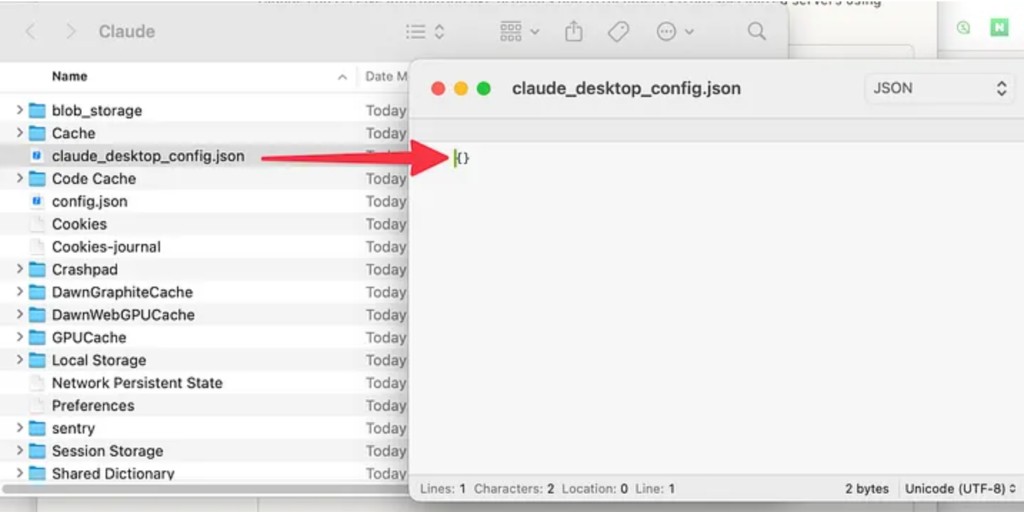 servers using
Claude
Name
Date M
blob_storage
Today
Cache
Today
claude_desktop_config.json
Code Cache
Today
config.json
Today
Cookies
Today
Cookies-journal
Today
Crashpad
Today
DawnGraphiteCache
Today
DawnWebGPUCache
Today
GPUCache
Today
Local Storage
Today
Network Persistent State
Today
Preferences
Today
sentry
Today
Session Storage
Today
Shared Dictionary
Today
claude_desktop_config.json
JSON
{}
Lines: 1 Characters: 2 Location: 0 Line: 1
2 bytes
Unicode (UTF-8)
N